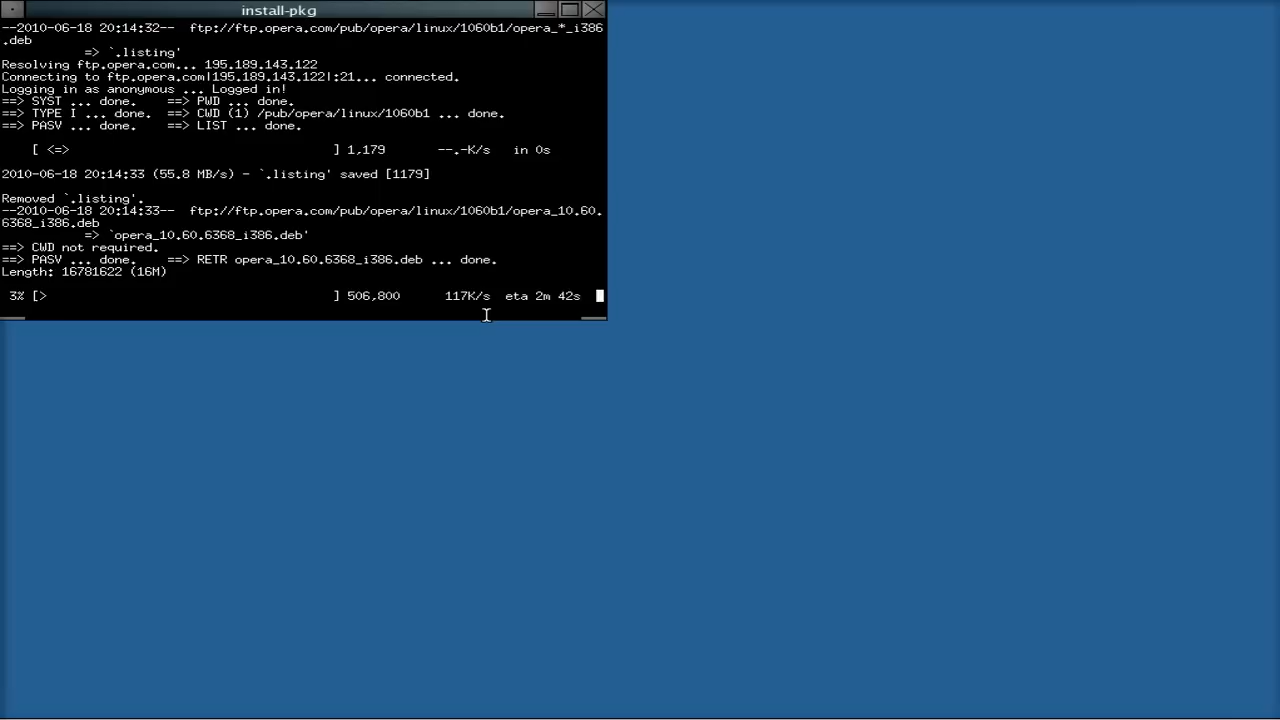 install-pkg
--2010-06-18 20:14:32--  ftp://ftp.opera.com/pub/opera/linux/1060b1/opera_*_i386
.deb
           => `.listing'
Resolving ftp.opera.com... 195.189.143.122
Connecting to ftp.opera.com|195.189.143.122|:21... connected.
Logging in as anonymous ... Logged in!
==> SYST ... done.    ==> PWD ... done.
==> TYPE I ... done.  ==> CWD (1) /pub/opera/linux/1060b1 ... done.
==> PASV ... done.    ==> LIST ... done.
    [ <=>                                   ] 1,179       --.-K/s   in 0s
2010-06-18 20:14:33 (55.8 MB/s) - `.listing' saved [1179]
Removed `.listing'.
--2010-06-18 20:14:33--  ftp://ftp.opera.com/pub/opera/linux/1060b1/opera_10.60.
6368_i386.deb
           => `opera_10.60.6368_i386.deb'
==> CWD not required.
==> PASV ... done.    ==> RETR opera_10.60.6368_i386.deb ... done.
Length: 16781622 (16M)
 3% [>                                      ] 506,800      117K/s  eta 2m 42s